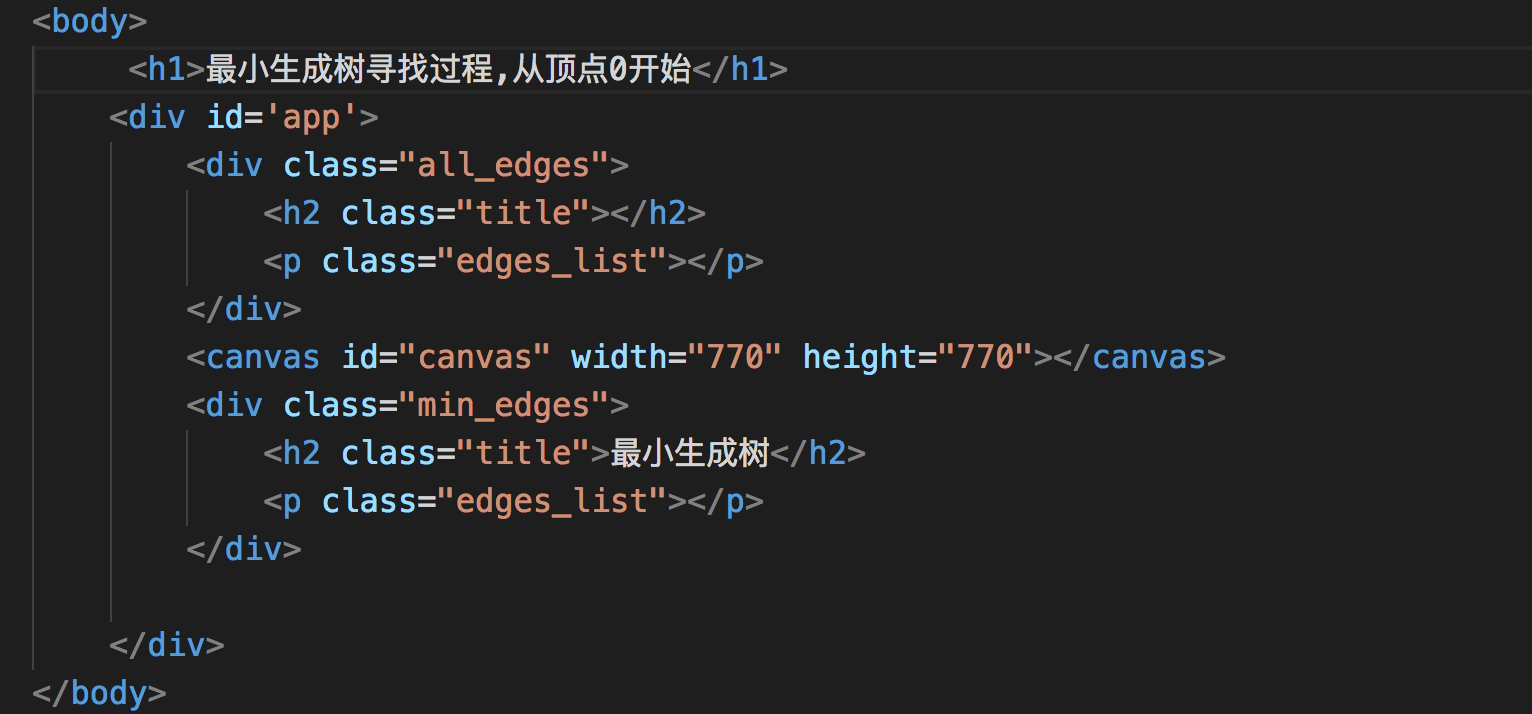 <body>
<h1>最小生成树寻找过程,从顶点0开始</h1>
<div id='app'>
<div class="all_edges">
<h2 class="title"></h2>
<p class="edges_list"></p>
</div>
<canvas id="canvas" width="770" height="770"></canvas>
<div class="min_edges">
<h2 class="title">最小生成树</h2>
<p class="edges_list"></p>
</div>
</div>
</body>